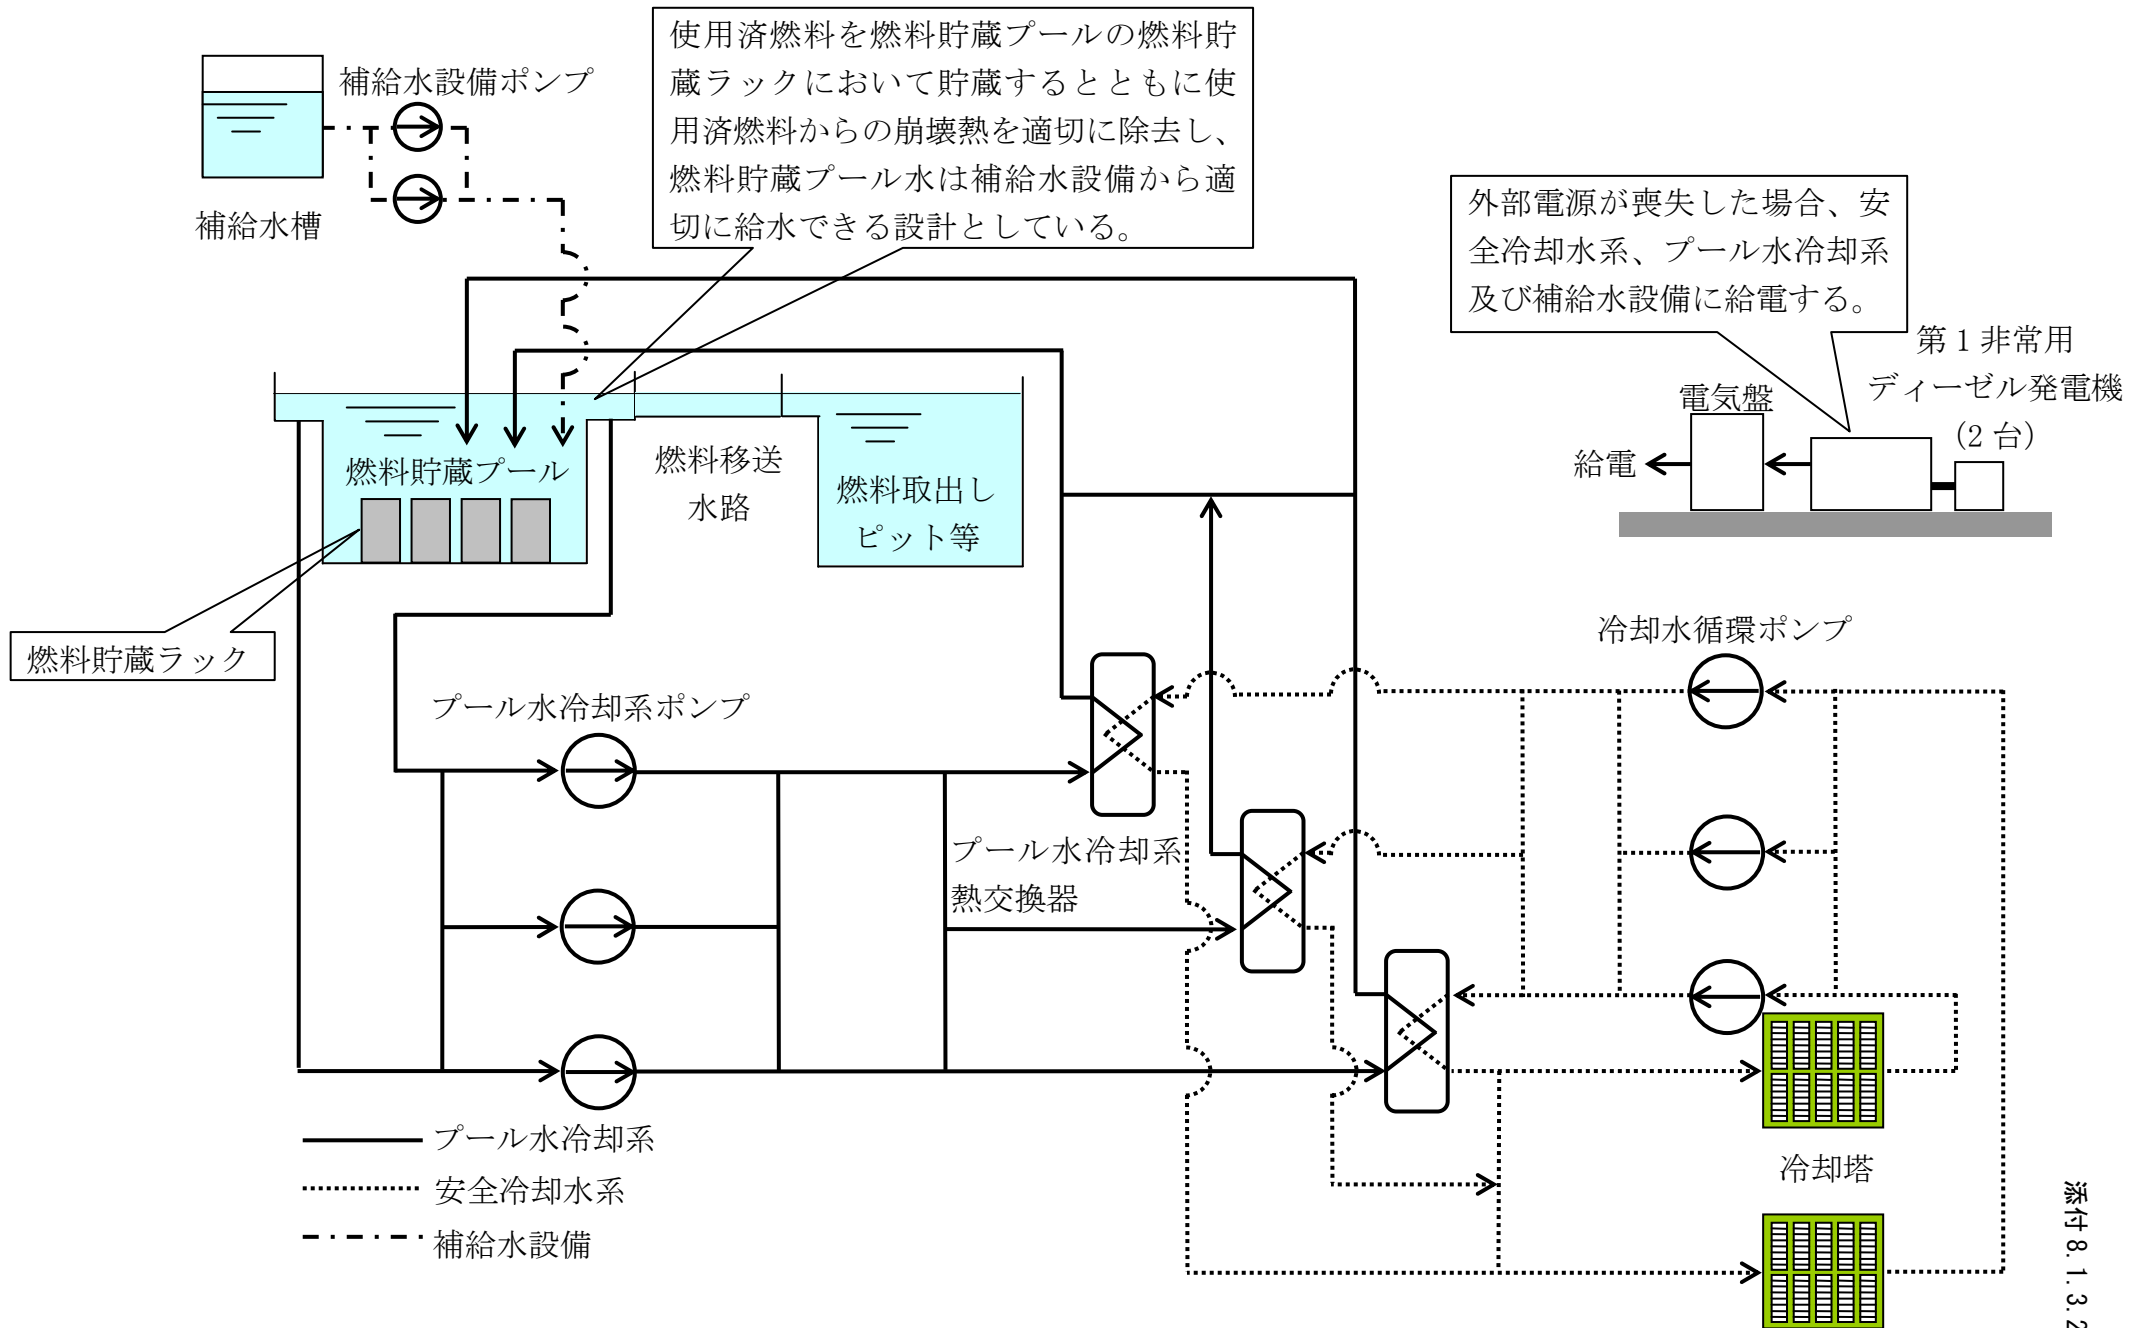 使用済燃料を燃料貯蔵プールの燃料貯
蔵ラックにおいて貯蔵するとともに使
用済燃料からの崩壊熱を適切に除去し、
燃料貯蔵プール水は補給水設備から適
切に給水できる設計としている。
補給水設備ポンプ
補給水槽
外部電源が喪失した場合、安
全冷却水系、プール水冷却系
及び補給水設備に給電する。
第1非常用
ディーゼル発電機
(2台)
電気盤
給電
燃料貯蔵プール
燃料移送
水路
燃料取出し
ピット等
燃料貯蔵ラック
冷却水循環ポンプ
プール水冷却系ポンプ
プール水冷却系
熱交換器
プール水冷却系
安全冷却水系
補給水設備
冷却塔
添付8.1.3.2